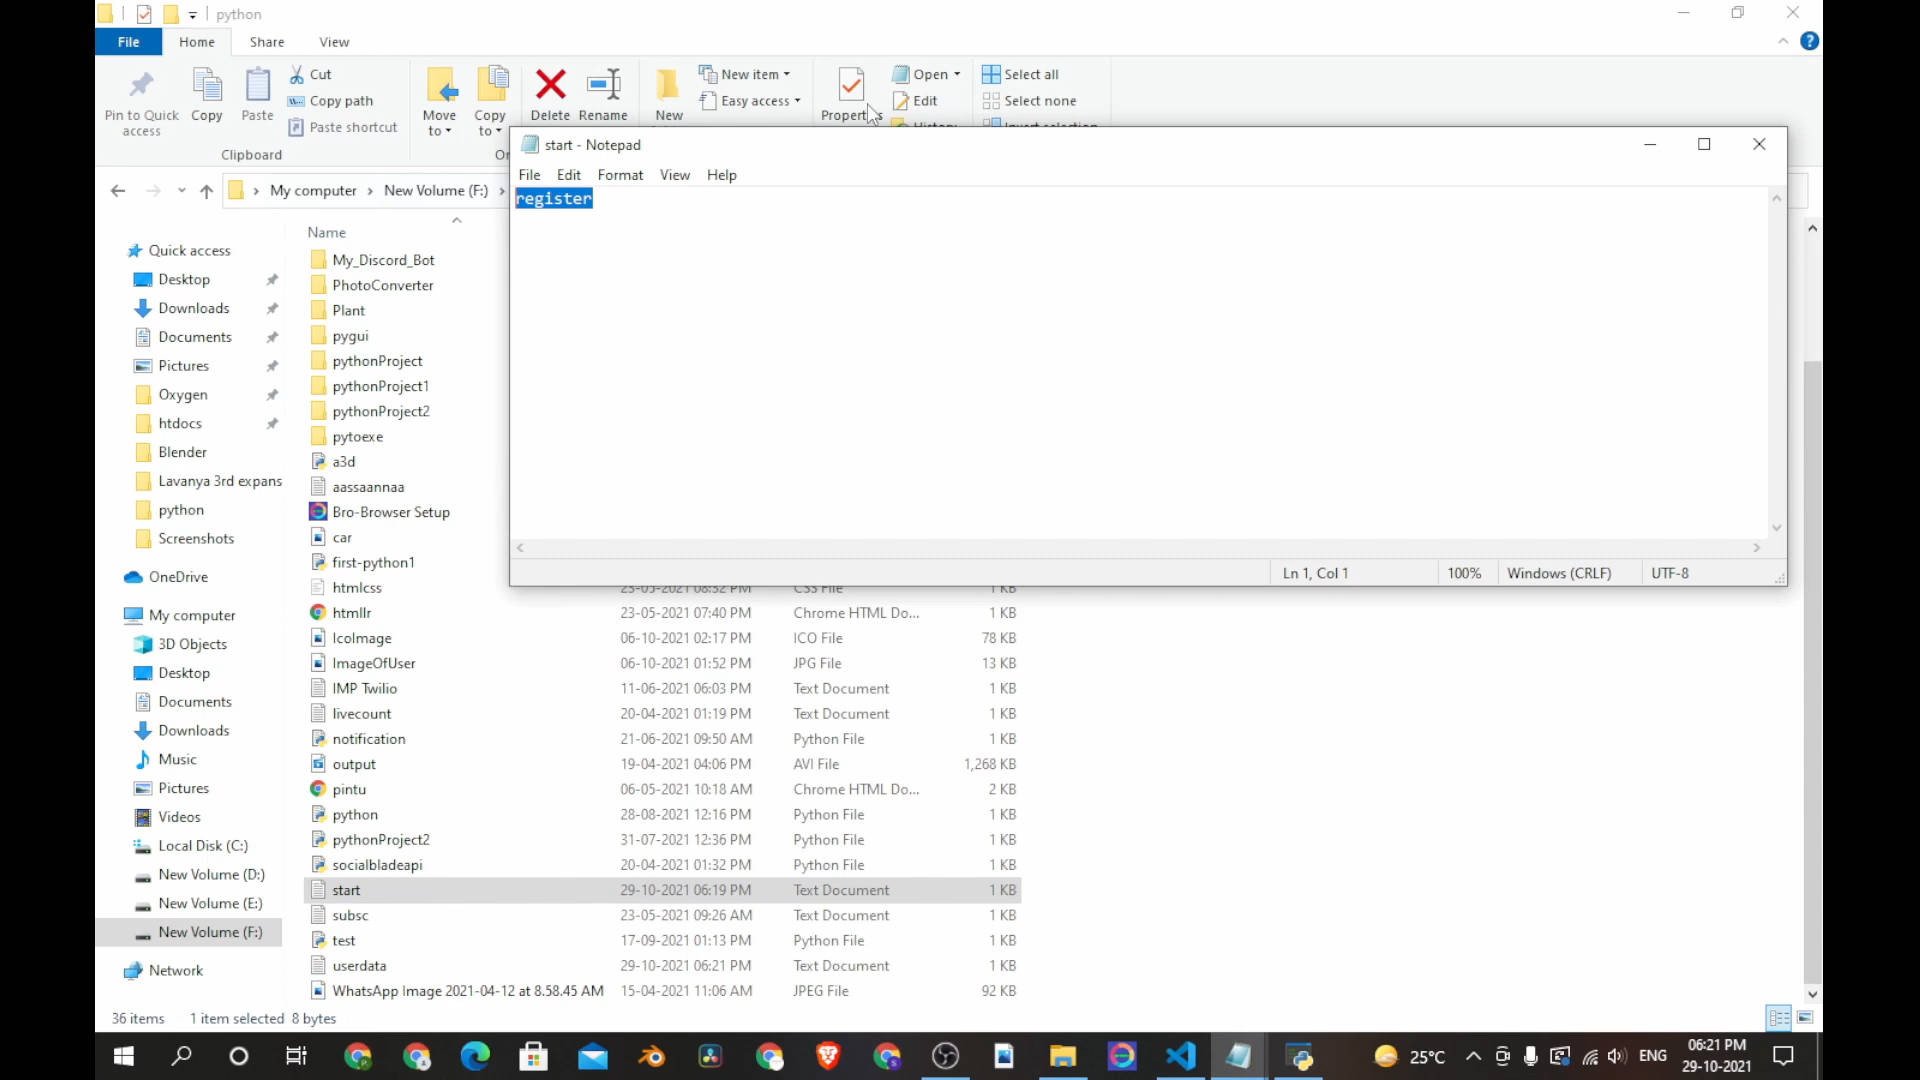 python
File
Home
Share
View
Pin to Quick access
Copy
Paste
Cut
Copy path
Paste shortcut
Clipboard
Move to
Copy to
Delete
Rename
New
New item
Easy access
Properties
Open
Edit
History
Select all
Select none
Invert selection
My computer > New Volume (F:) >
start - Notepad
File Edit Format View Help
register
Ln 1, Col 1
100%
Windows (CRLF)
UTF-8
Quick access
Desktop
Downloads
Documents
Pictures
Oxygen
htdocs
Blender
Lavanya 3rd expans
python
Screenshots
OneDrive
My computer
3D Objects
Desktop
Documents
Downloads
Music
Pictures
Videos
Local Disk (C:)
New Volume (D:)
New Volume (E:)
New Volume (F:)
Network
Name
My_Discord_Bot
PhotoConverter
Plant
pygui
pythonProject
pythonProject1
pythonProject2
pytoexe
a3d
aassaannaa
Bro-Browser Setup
car
first-python1
htmlcss 23-05-2021 08:32 PM CSS File 1 KB
htmllr 23-05-2021 07:40 PM Chrome HTML Do... 1 KB
IcoImage 06-10-2021 02:17 PM ICO File 78 KB
ImageOfUser 06-10-2021 01:52 PM JPG File 13 KB
IMP Twilio 11-06-2021 06:03 PM Text Document 1 KB
livecount 20-04-2021 01:19 PM Text Document 1 KB
notification 21-06-2021 09:50 AM Python File 1 KB
output 19-04-2021 04:06 PM AVI File 1,268 KB
pintu 06-05-2021 10:18 AM Chrome HTML Do... 2 KB
python 28-08-2021 12:16 PM Python File 1 KB
pythonProject2 31-07-2021 12:36 PM Python File 1 KB
socialbladeapi 20-04-2021 01:32 PM Python File 1 KB
start 29-10-2021 06:19 PM Text Document 1 KB
subsc 23-05-2021 09:26 AM Text Document 1 KB
test 17-09-2021 01:13 PM Python File 1 KB
userdata 29-10-2021 06:21 PM Text Document 1 KB
WhatsApp Image 2021-04-12 at 8.58.45 AM 15-04-2021 11:06 AM JPEG File 92 KB
36 items 1 item selected 8 bytes
25°C
ENG
06:21 PM
29-10-2021